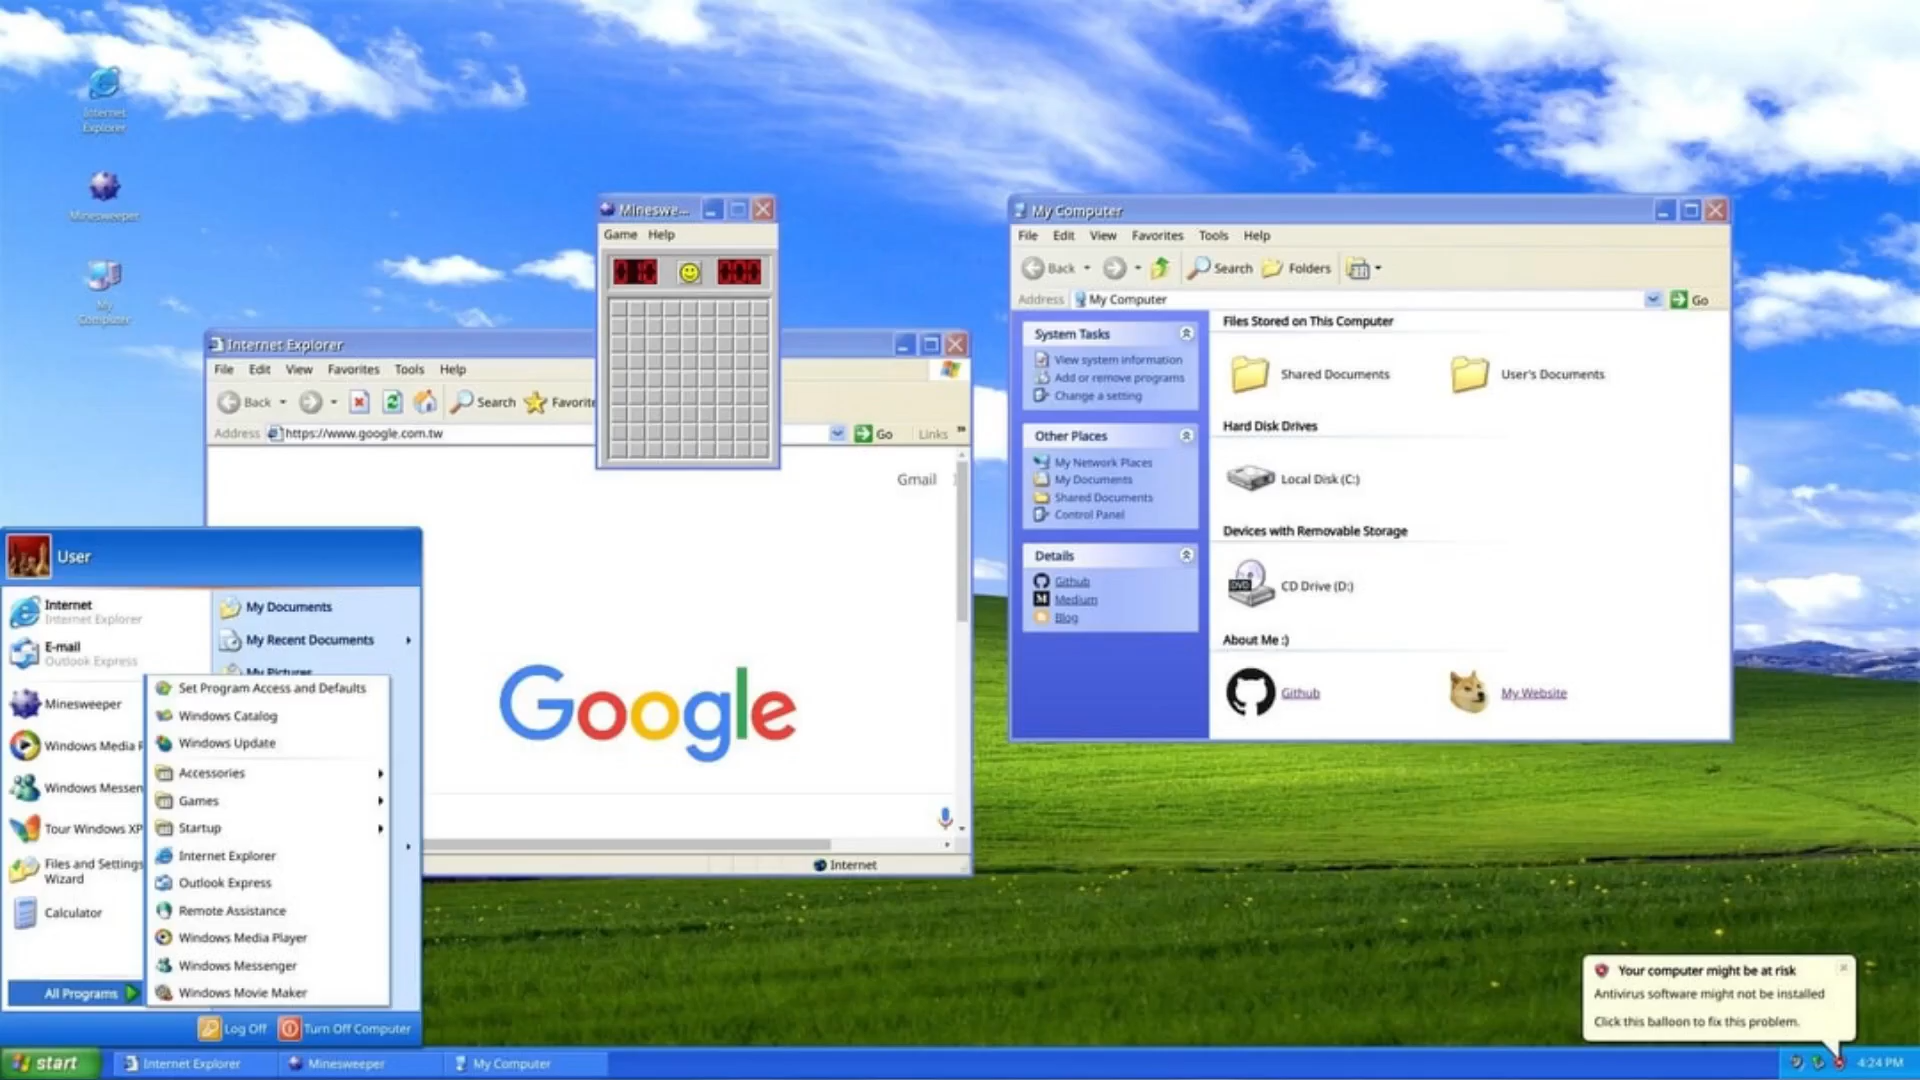 Internet
Explorer
Minesweeper
My
Computer
Internet Explorer
File Edit View Favorites Tools Help
Back Search
Address https://www.google.com.tw Go Links
Gmail
Google
Internet
Mineswe...
Game Help
My Computer
File Edit View Favorites Tools Help
Back Search Folders
Address My Computer Go
System Tasks
View system information
Add or remove programs
Change a setting
Other Places
My Network Places
My Documents
Shared Documents
Control Panel
Details
Github
Medium
Blog
Files Stored on This Computer
Shared Documents User's Documents
Hard Disk Drives
Local Disk (C:)
Devices with Removable Storage
DVD
CD Drive (D:)
About Me :)
Github My Website
User
Internet
Internet Explorer
E-mail
Outlook Express
Minesweeper
Windows Media
Windows Messen
Tour Windows XP
Files and Settings
Wizard
Calculator
All Programs
My Documents
My Recent Documents
My Pictures
Set Program Access and Defaults
Windows Catalog
Windows Update
Accessories
Games
Startup
Internet Explorer
Outlook Express
Remote Assistance
Windows Media Player
Windows Messenger
Windows Movie Maker
Log Off Turn Off Computer
Your computer might be at risk
Antivirus software might not be installed
Click this balloon to fix this problem.
start Internet Explorer Minesweeper My Computer 4:24 PM